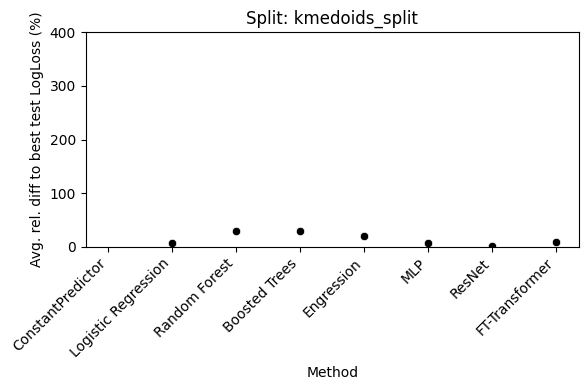 Split: kmedoids_split
Avg. rel. diff to best test LogLoss (%)
400
300
200
100
0
ConstantPredictor
Logistic Regression
Random Forest
Boosted Trees
Engression
MLP
ResNet
FT-Transformer
Method